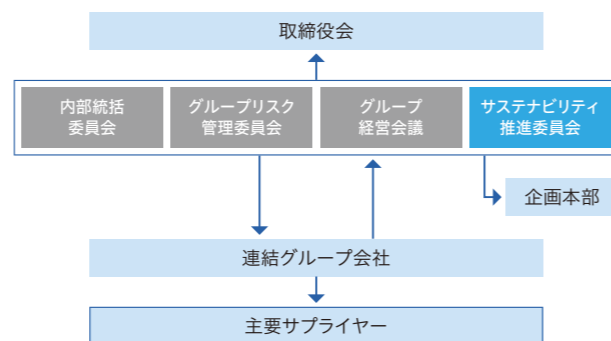 取締役会
内部統括
委員会
グループリスク
管理委員会
グループ
経営会議
サステナビリティ
推進委員会
企画本部
連結グループ会社
主要サプライヤー